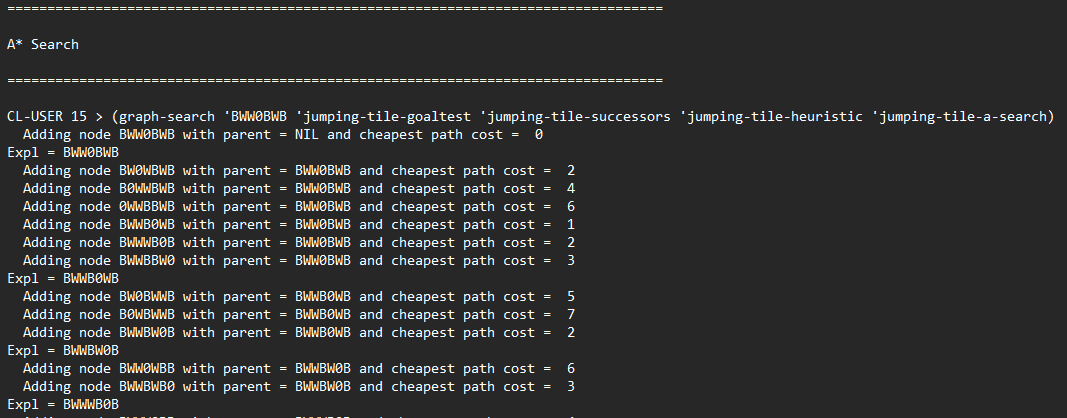 ==================================================================================
A* Search
==================================================================================
CL-USER 15 > (graph-search 'BWW0BWB 'jumping-tile-goaltest 'jumping-tile-successors 'jumping-tile-heuristic 'jumping-tile-a-search)
Adding node BWW0BWB with parent = NIL and cheapest path cost =  0
Expl = BWW0BWB
Adding node BW0WBWB with parent = BWW0BWB and cheapest path cost =  2
Adding node B0WWBWB with parent = BWW0BWB and cheapest path cost =  4
Adding node 0WWBBWB with parent = BWW0BWB and cheapest path cost =  6
Adding node BWWB0WB with parent = BWW0BWB and cheapest path cost =  1
Adding node BWWWB0B with parent = BWW0BWB and cheapest path cost =  2
Adding node BWWBBW0 with parent = BWW0BWB and cheapest path cost =  3
Expl = BWWB0WB
Adding node BW0BWWB with parent = BWWB0WB and cheapest path cost =  5
Adding node B0WBWWB with parent = BWWB0WB and cheapest path cost =  7
Adding node BWWBW0B with parent = BWWB0WB and cheapest path cost =  2
Expl = BWWBW0B
Adding node BWW0WBB with parent = BWWBW0B and cheapest path cost =  6
Adding node BWWBWB0 with parent = BWWBW0B and cheapest path cost =  3
Expl = BWWWB0B